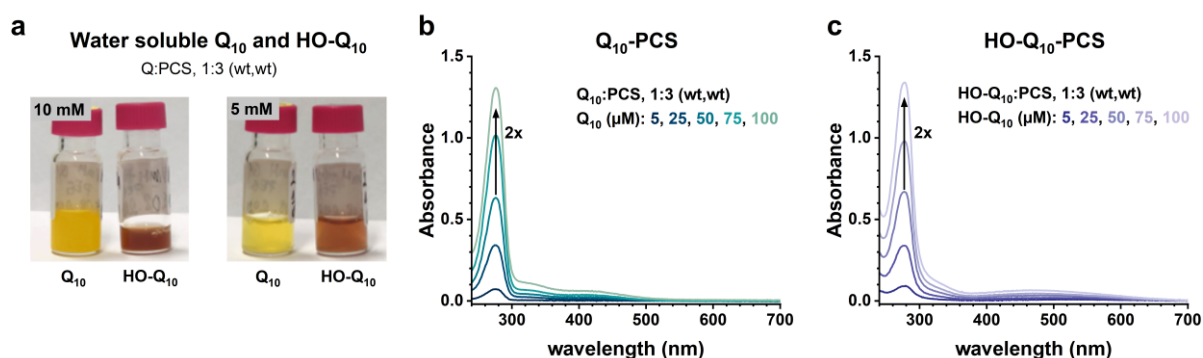 a
Water soluble Q₁₀ and HO-Q₁₀
Q:PCS, 1:3 (wt,wt)
10 mM
5 mM
Q₁₀ HO-Q₁₀
Q₁₀ HO-Q₁₀
b
Q₁₀-PCS
Q₁₀:PCS, 1:3 (wt,wt)
Q₁₀ (µM): 5, 25, 50, 75, 100
2x
Absorbance
1.5
1.0
0.5
0.0
300 400 500 600 700
wavelength (nm)
c
HO-Q₁₀-PCS
HO-Q₁₀:PCS, 1:3 (wt,wt)
HO-Q₁₀ (µM): 5, 25, 50, 75, 100
2x
Absorbance
1.5
1.0
0.5
0.0
300 400 500 600 700
wavelength (nm)